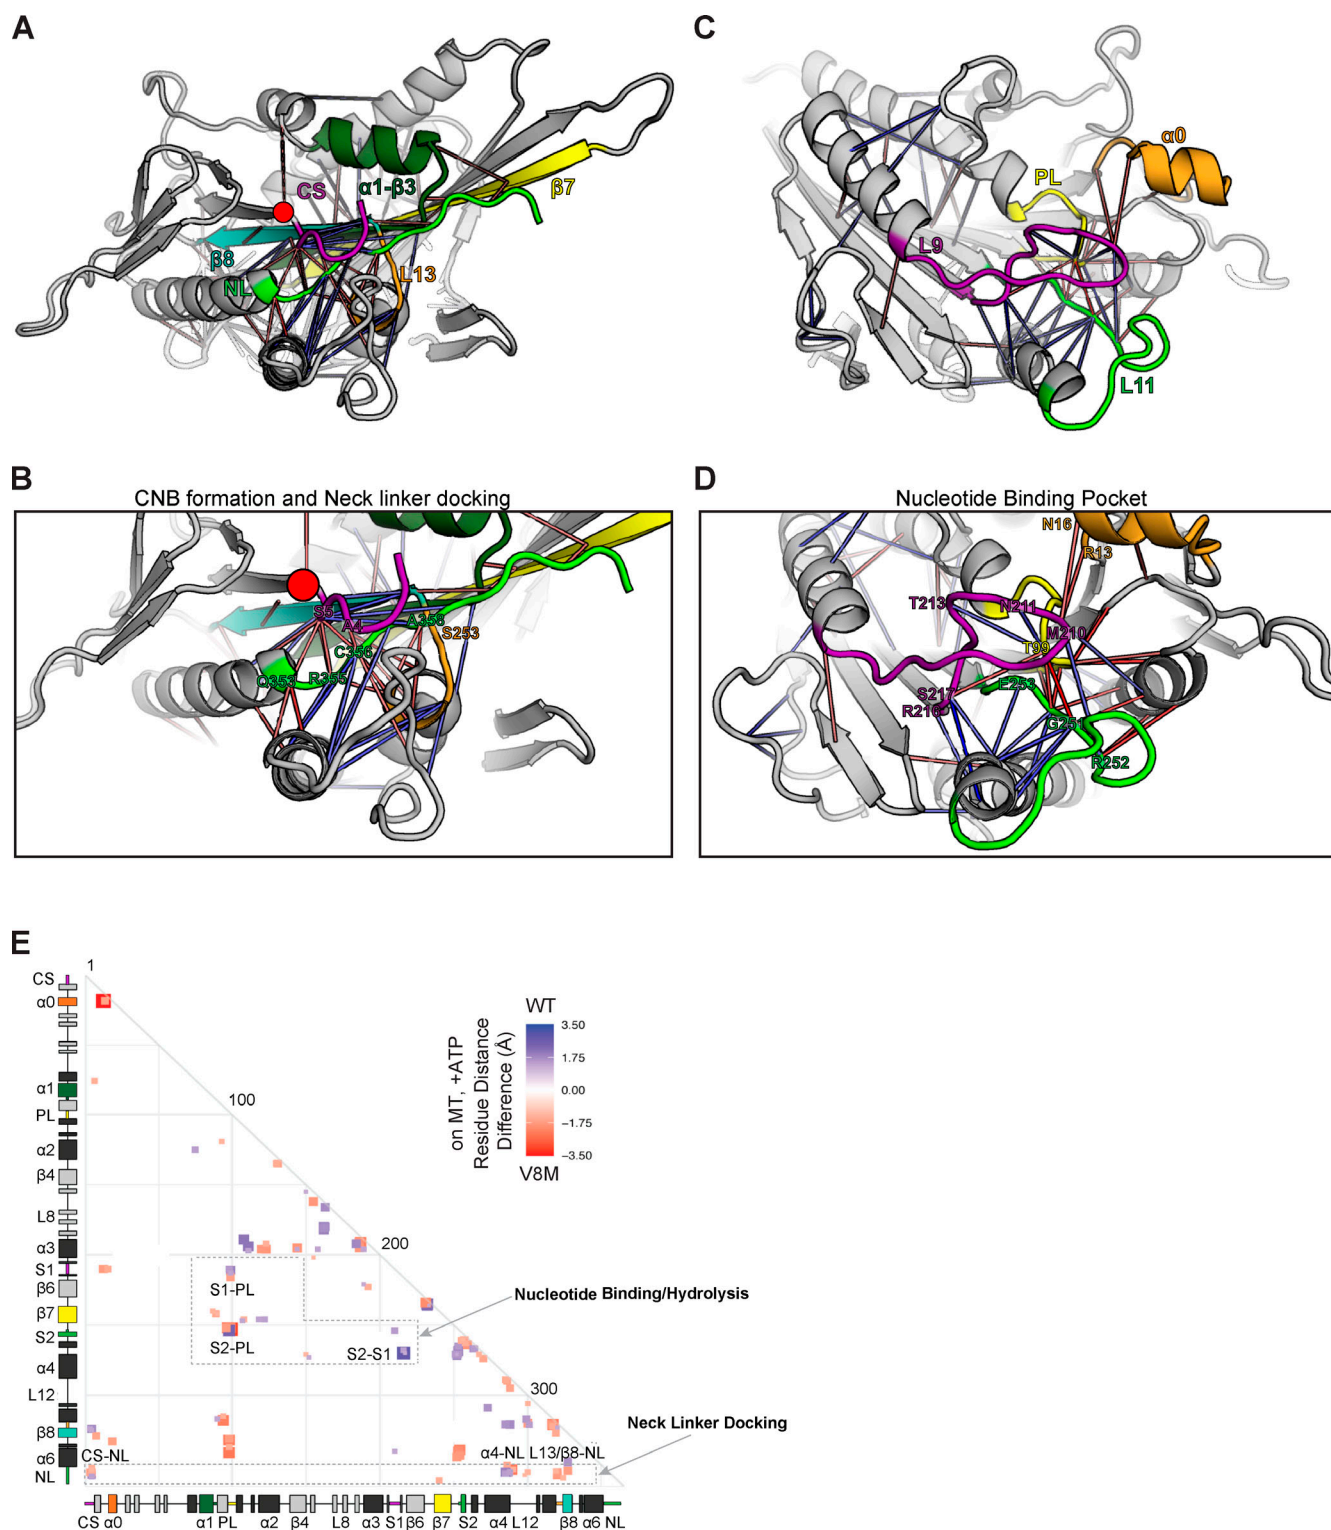 A
CS
α1-β3
β7
β8
NL
L13
C
α0
PL
L9
L11
B
CNB formation and Neck linker docking
S5
A4
A358
S253
C356
Q353
R355
D
Nucleotide Binding Pocket
N16
R13
T213
N211
M210
T99
S217
E253
R216
G251
R252
E
1
CS
α0
α1
PL
α2
β4
L8
α3
S1
β6
β7
S2
α4
L12
β8
α6
NL
100
200
300
WT
3.50
1.75
0.00
−1.75
−3.50
V8M
on MT, +ATP
Residue Distance
Difference (Å)
S1-PL
S2-PL
S2-S1
Nucleotide Binding/Hydrolysis
Neck Linker Docking
CS-NL
α4-NL L13/β8-NL
CS α0 α1 PL α2 β4 L8 α3 S1 β6 β7 S2 α4 L12 β8 α6 NL